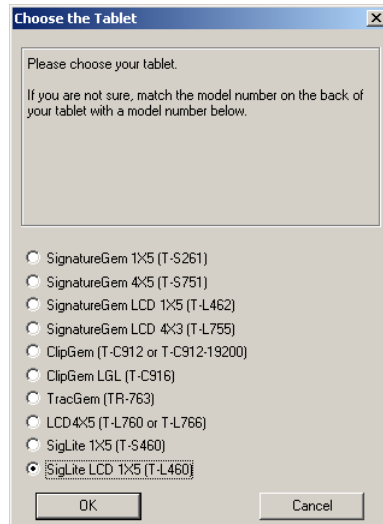 Choose the Tablet
Please choose your tablet.
If you are not sure, match the model number on the back of
your tablet with a model number below.
SignatureGem 1X5 (T-S261)
SignatureGem 4X5 (T-S751)
SignatureGem LCD 1X5 (T-L462)
SignatureGem LCD 4X3 (T-L755)
ClipGem (T-C912 or T-C912-19200)
ClipGem LGL (T-C916)
TracGem (TR-763)
LCD4X5 (T-L760 or T-L766)
SigLite 1X5 (T-S460)
SigLite LCD 1X5 (T-L460)
OK Cancel